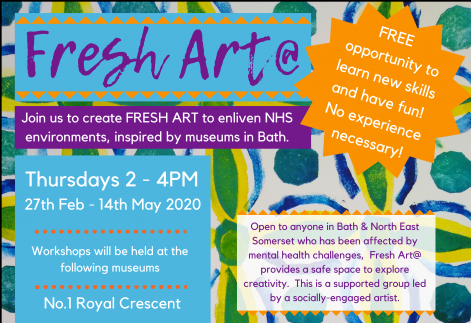 Fresh Art@
FREE
opportunity to
learn new skills
and have fun!
No experience
necessary!
Join us to create FRESH ART to enliven NHS
environments, inspired by museums in Bath.
Thursdays 2 - 4PM
27th Feb - 14th May 2020
Workshops will be held at the
following museums
No.1 Royal Crescent
Open to anyone in Bath & North East
Somerset who has been affected by
mental health challenges, Fresh Art@
provides a safe space to explore
creativity. This is a supported group led
by a socially-engaged artist.